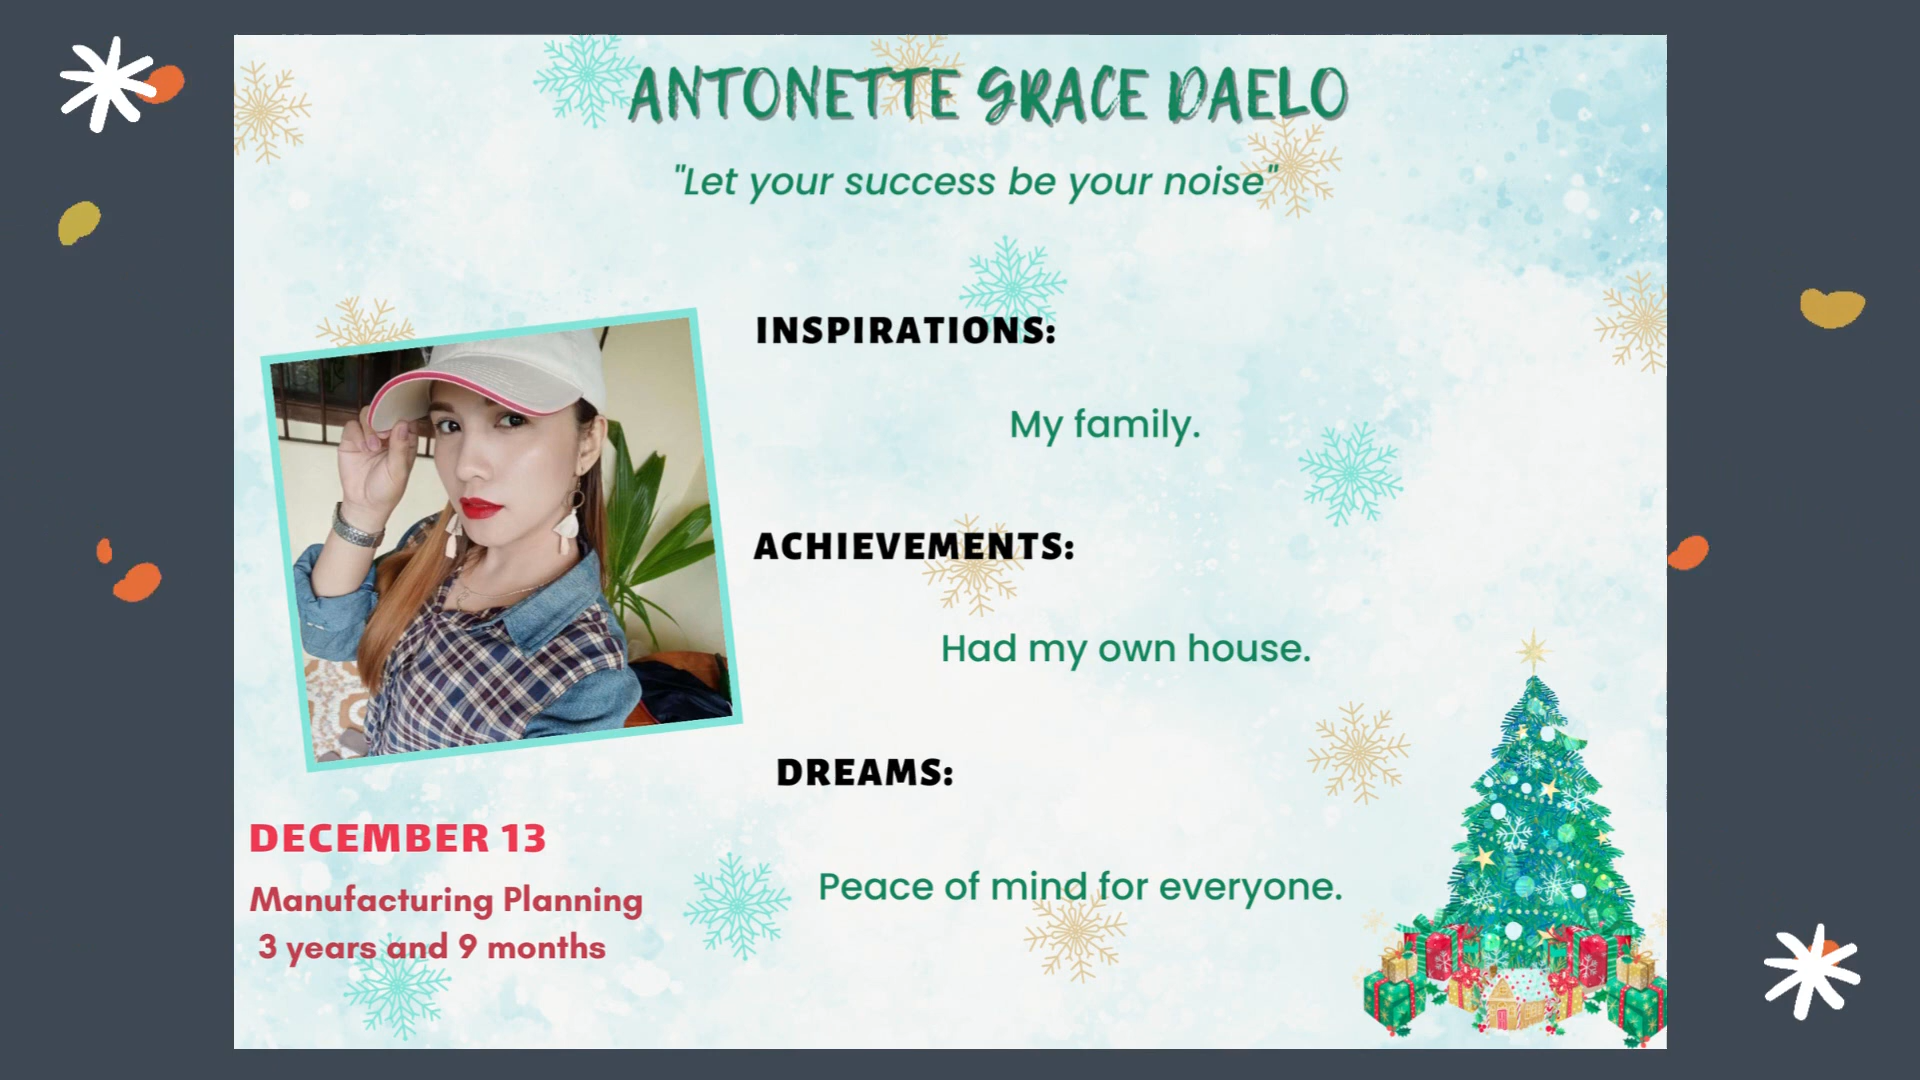 ANTONETTE GRACE DAELO
"Let your success be your noise"
INSPIRATIONS:
My family.
ACHIEVEMENTS:
Had my own house.
DREAMS:
Peace of mind for everyone.
DECEMBER 13
Manufacturing Planning
3 years and 9 months